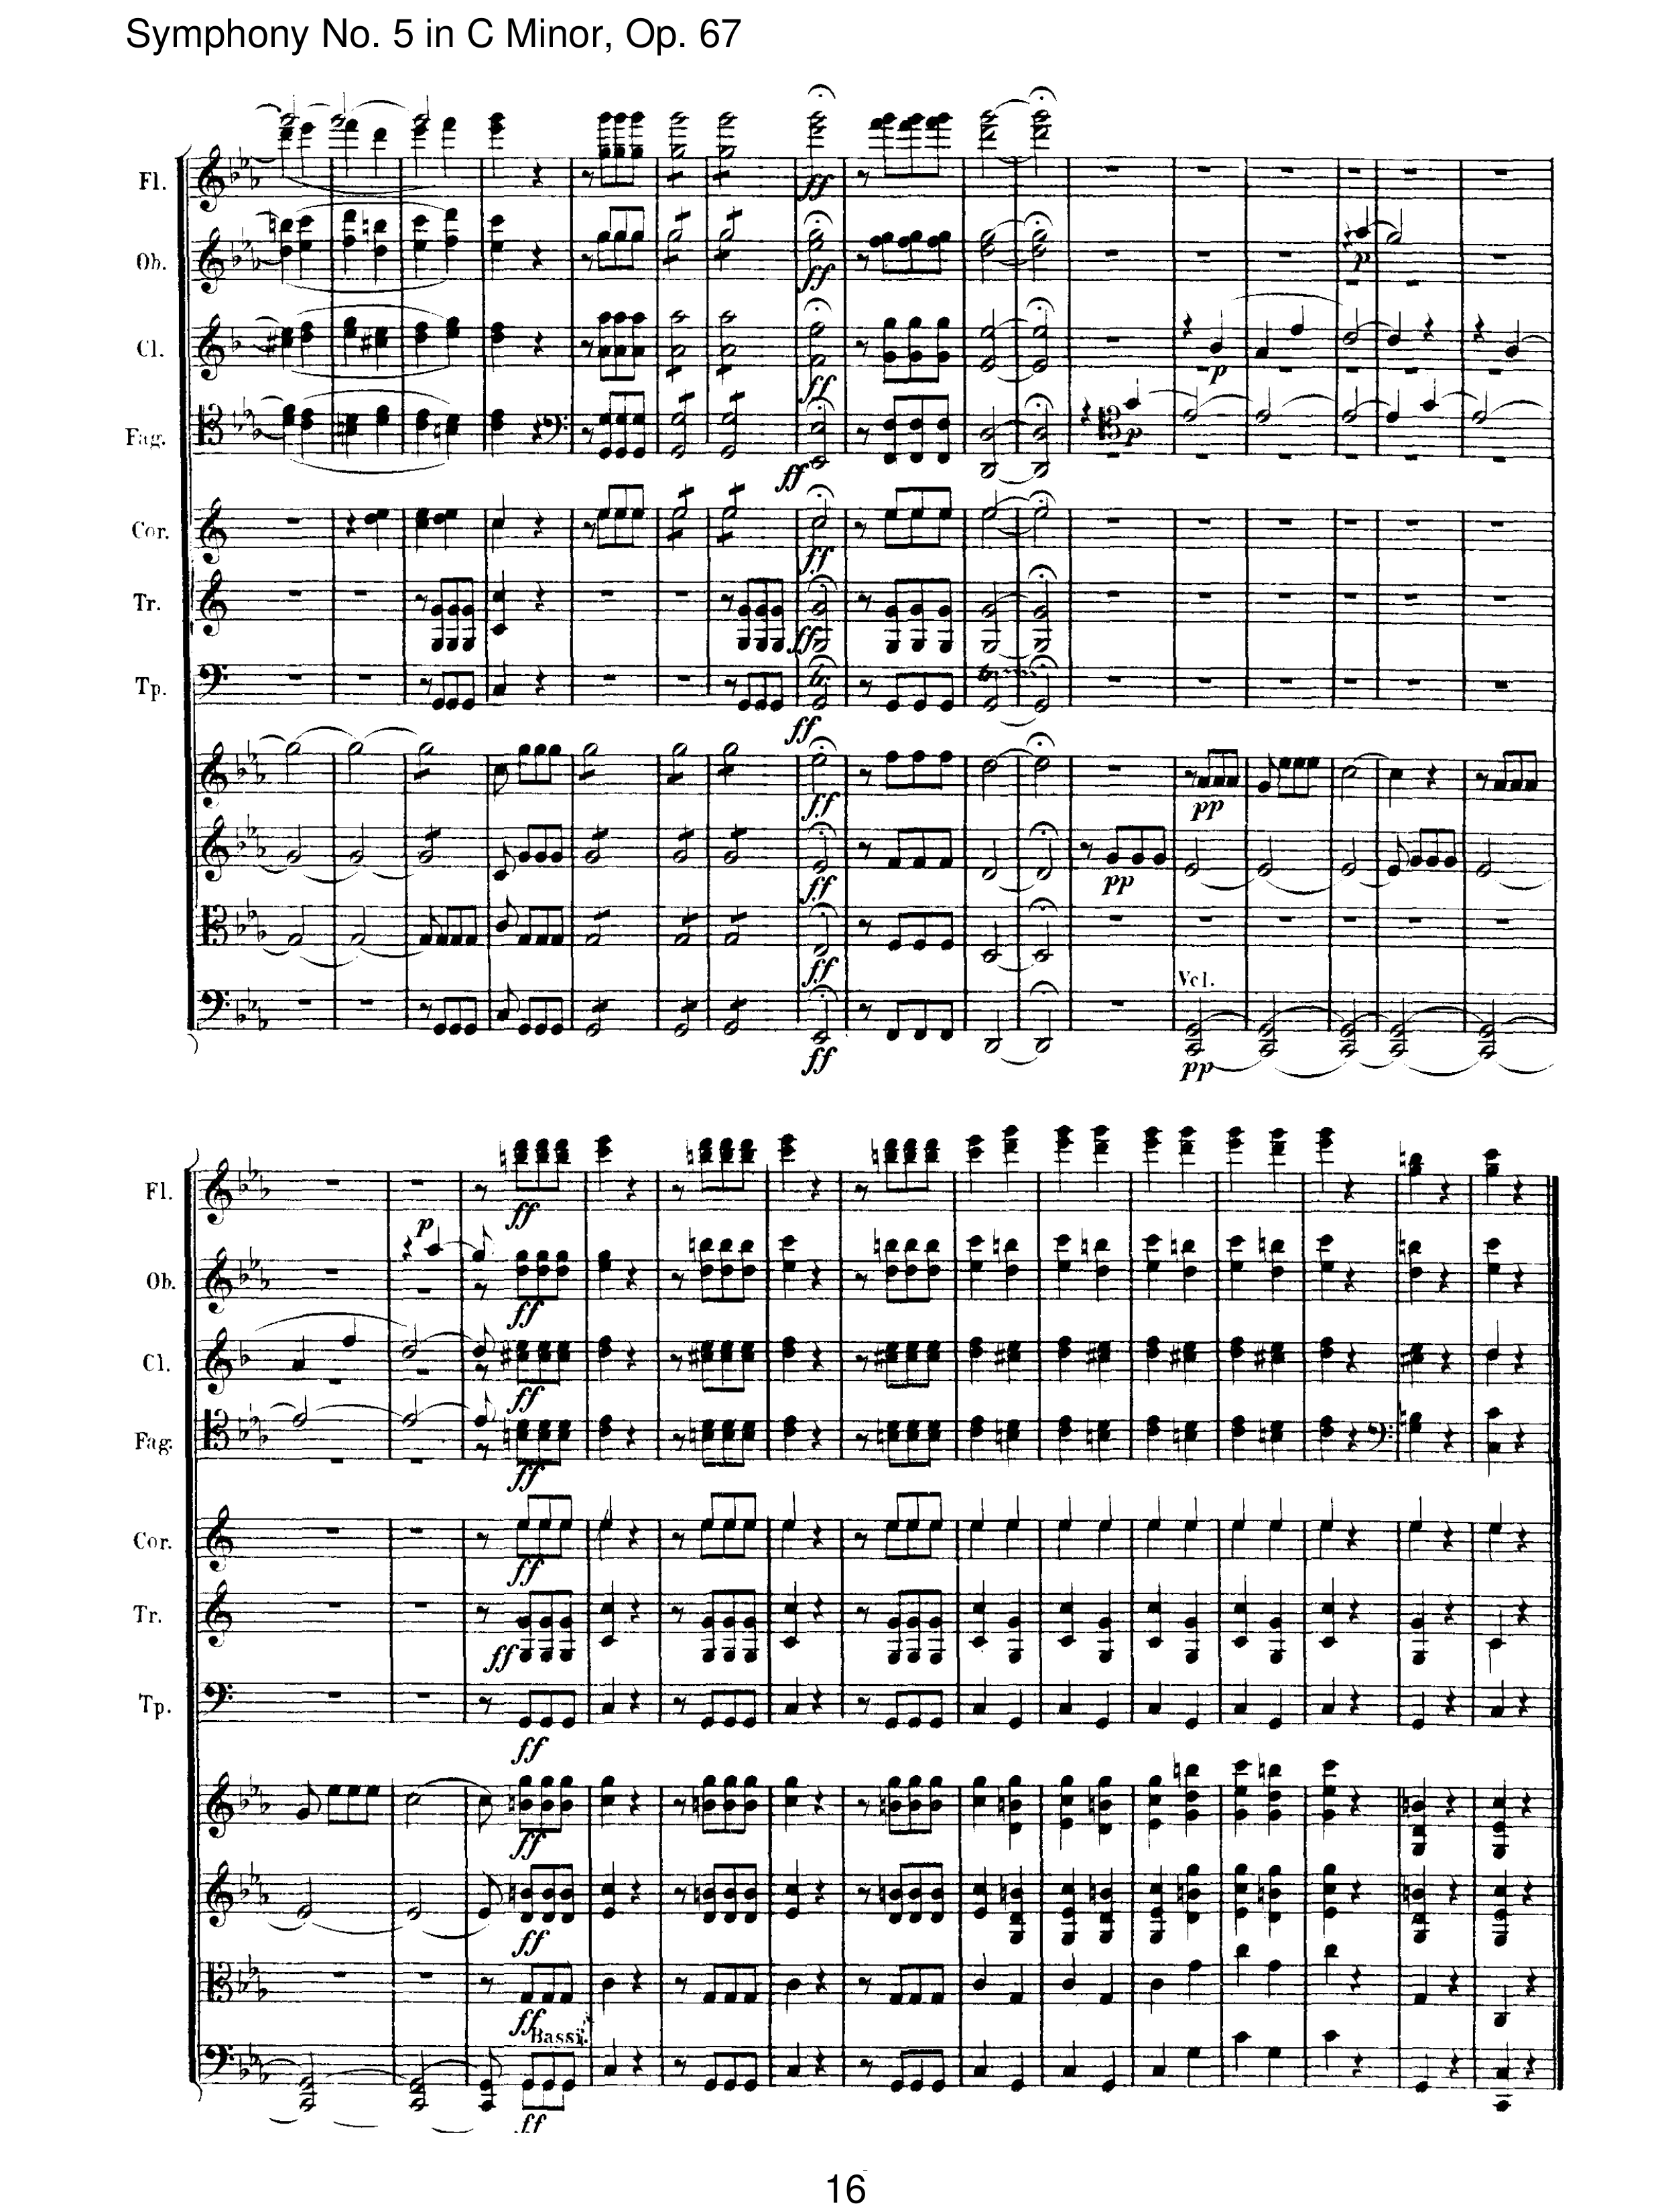 Symphony No. 5 in C Minor, Op. 67
Fl.
ff
Ob.
ff
p
Cl.
ff
p
Fag.
ff
p
Cor.
ff
Tr.
ff
Tp.
tr
ff
ff
pp
ff
pp
ff
Vcl.
ff
pp
Fl.
ff
Ob.
p
ff
Cl.
ff
Fag.
ff
Cor.
ff
Tr.
ff
Tp.
ff
ff
ff
ff
Bassi.
ff
16